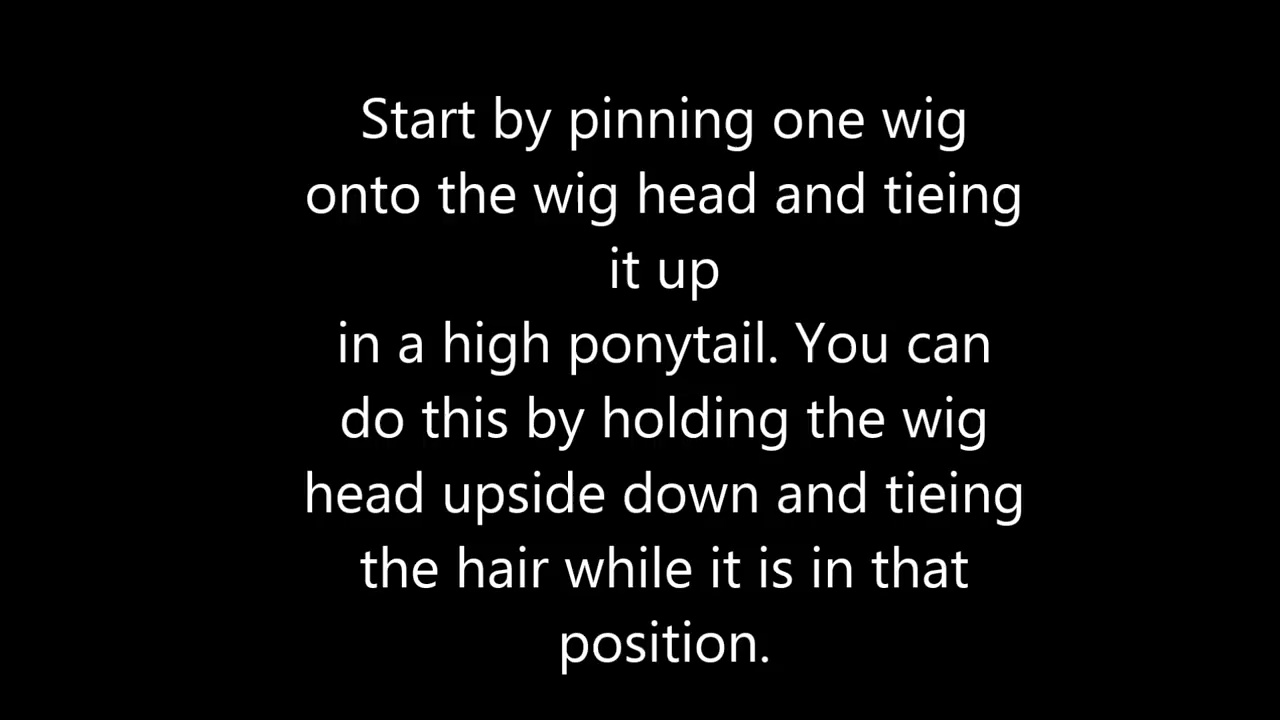 Start by pinning one wig
onto the wig head and tieing
it up
in a high ponytail. You can
do this by holding the wig
head upside down and tieing
the hair while it is in that
position.